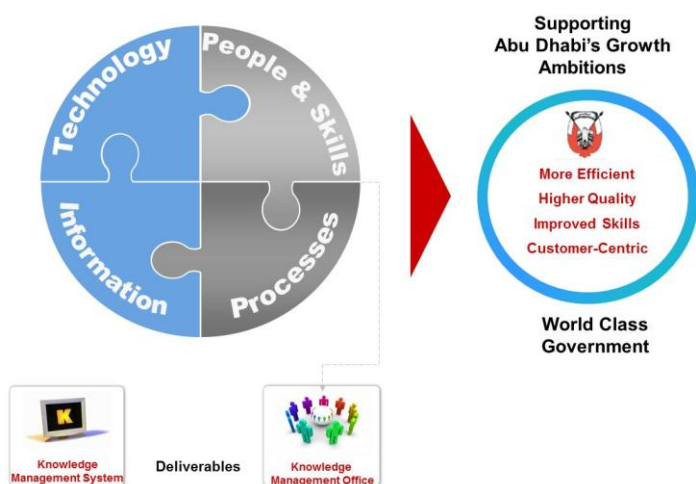 Technology
People & Skills
Information
Processes
Supporting
Abu Dhabi's Growth
Ambitions
More Efficient
Higher Quality
Improved Skills
Customer-Centric
World Class
Government
K
Knowledge
Management System
Deliverables
Knowledge
Management Office